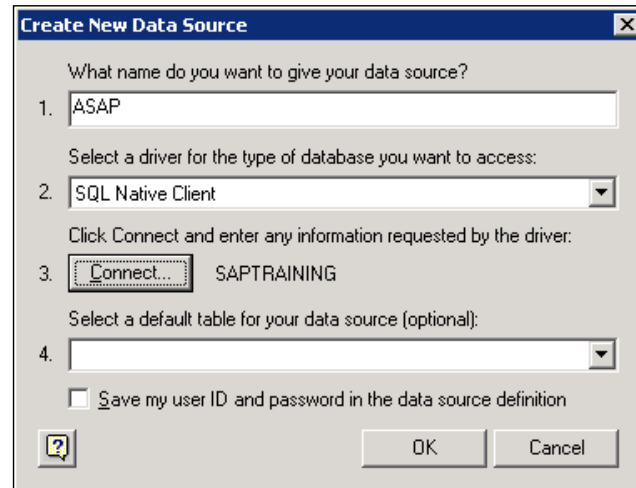 Create New Data Source
What name do you want to give your data source?
1. ASAP
Select a driver for the type of database you want to access:
2. SQL Native Client
Click Connect and enter any information requested by the driver:
3. Connect... SAPTRAINING
Select a default table for your data source (optional):
4.
Save my user ID and password in the data source definition
? OK Cancel